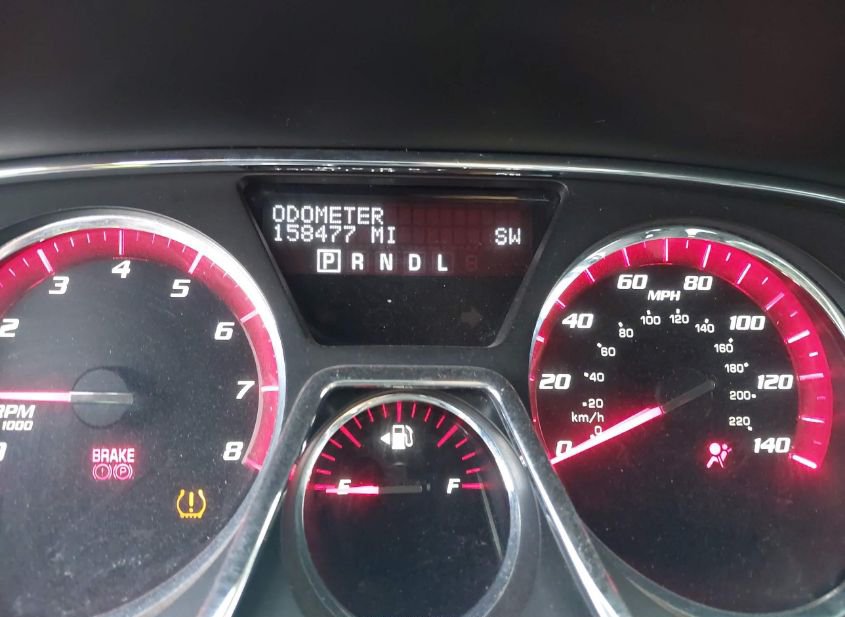 ODOMETER
158477 MI SW
P R N D L
2 3 4 5 6 7 8
RPM
1000
BRAKE
P
E F
0 20 40 60 80 100 120 140
MPH
0 20 40 60 80 100 120 140 160 180 200 220
km/h